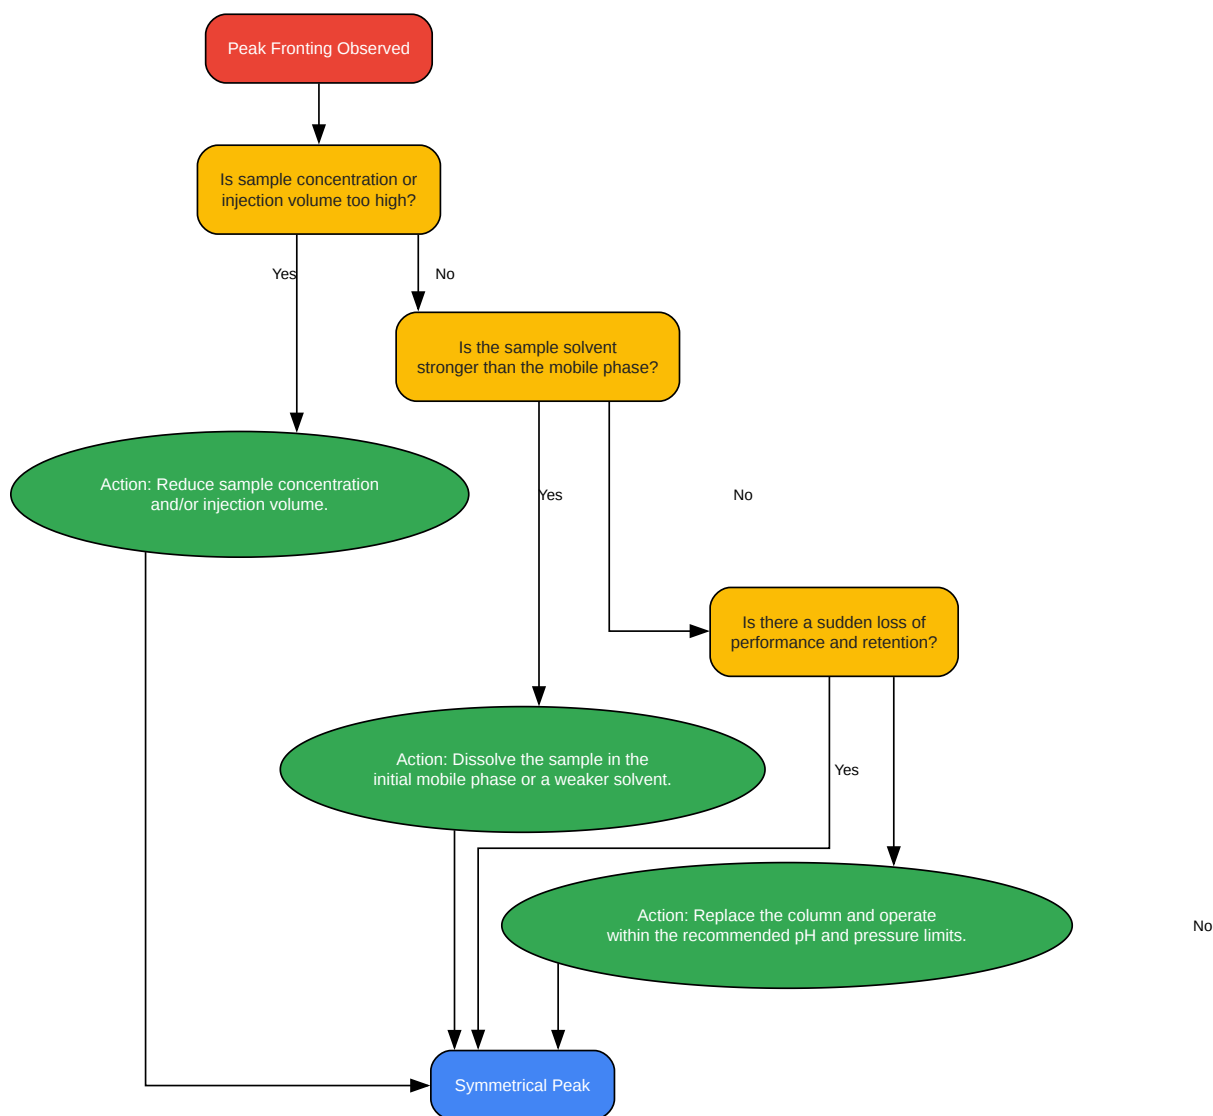 Peak Fronting Observed
Is sample concentration or
injection volume too high?
Yes
No
Is the sample solvent
stronger than the mobile phase?
Action: Reduce sample concentration
and/or injection volume.
Yes
No
Is there a sudden loss of
performance and retention?
Action: Dissolve the sample in the
initial mobile phase or a weaker solvent.
Yes
Action: Replace the column and operate
within the recommended pH and pressure limits.
No
Symmetrical Peak